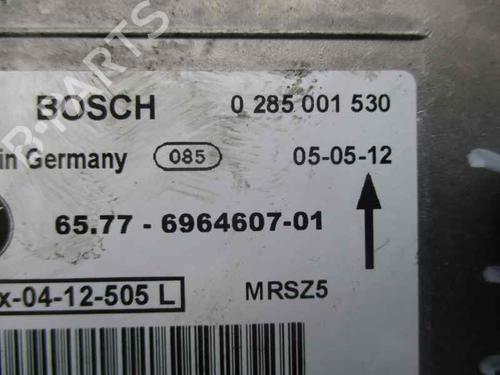 BOSCH 0 285 001 530
in Germany 085 05-05-12
65.77 - 6964607-01
x-04-12-505 L MRSZ5